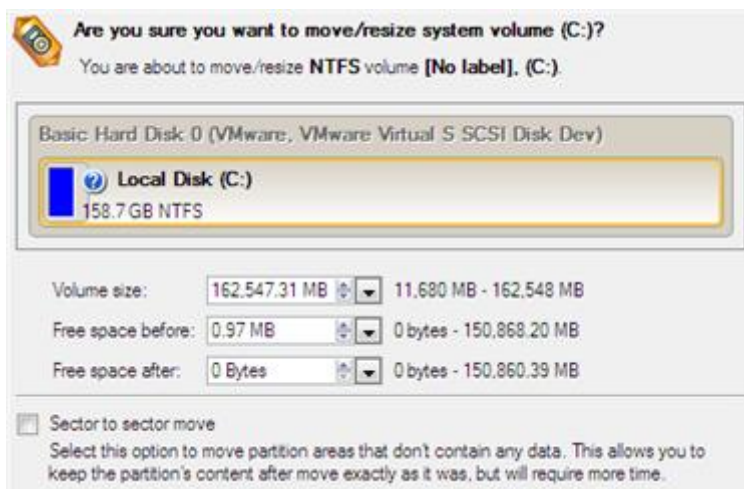 Are you sure you want to move/resize system volume (C:)?
You are about to move/resize NTFS volume [No label], (C:).
Basic Hard Disk 0 (VMware, VMware Virtual S SCSI Disk Dev)
Local Disk (C:)
158.7 GB NTFS
Volume size: 162,547.31 MB 11,680 MB - 162,548 MB
Free space before: 0.97 MB 0 bytes - 150,868.20 MB
Free space after: 0 Bytes 0 bytes - 150,860.39 MB
Sector to sector move
Select this option to move partition areas that don't contain any data. This allows you to
keep the partition's content after move exactly as it was, but will require more time.